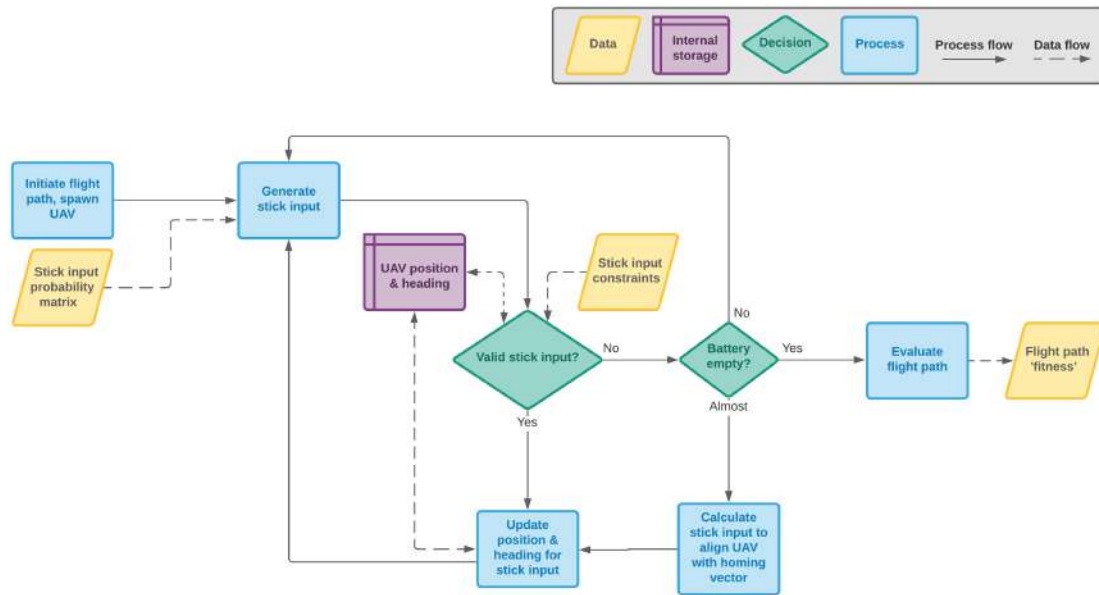 Data
Internal
storage
Decision
Process
Process flow
Data flow
Initiate flight
path, spawn
UAV
Generate
stick input
Stick input
probability
matrix
UAV position
& heading
Stick input
constraints
Valid stick input?
No
Yes
Battery
empty?
No
Yes
Almost
Evaluate
flight path
Flight path
'fitness'
Update
position &
heading for
stick input
Calculate
stick input to
align UAV
with homing
vector